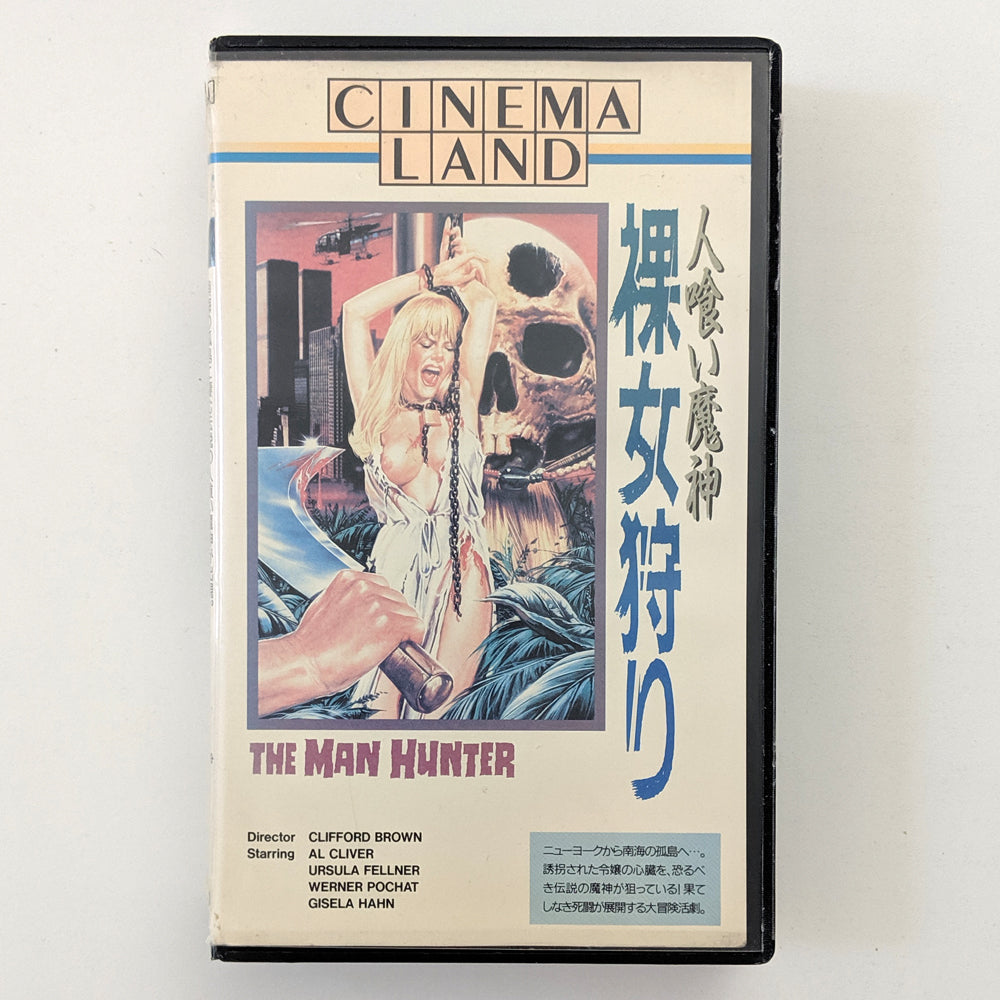 CINEMA
LAND
人喰い魔神
裸女狩り
THE MAN HUNTER
Director CLIFFORD BROWN
Starring AL CLIVER
URSULA FELLNER
WERNER POCHAT
GISELA HAHN
ニューヨークから南海の孤島へ…。
誘拐された令嬢の心臓を、恐るべ
き伝説の魔神が狙っている!果て
しなき死闘が展開する大冒険活劇。